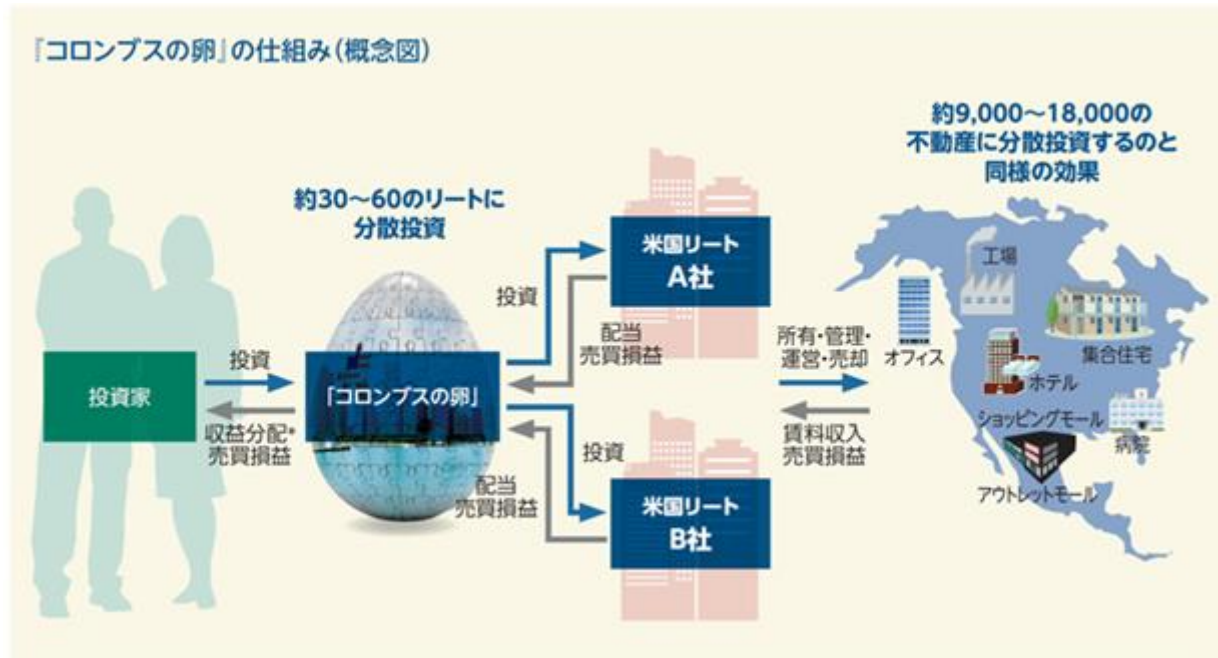 『コロンブスの卵』の仕組み（概念図）
約30〜60のリートに
分散投資
約9,000〜18,000の
不動産に分散投資するのと
同様の効果
投資家
投資
収益分配*
売買損益
「コロンブスの卵」
投資
配当
売買損益
投資
配当
売買損益
米国リート
A社
米国リート
B社
所有・管理・
運営・売却
賃料収入
売買損益
工場
オフィス
集合住宅
ホテル
ショッピングモール
病院
アウトレットモール